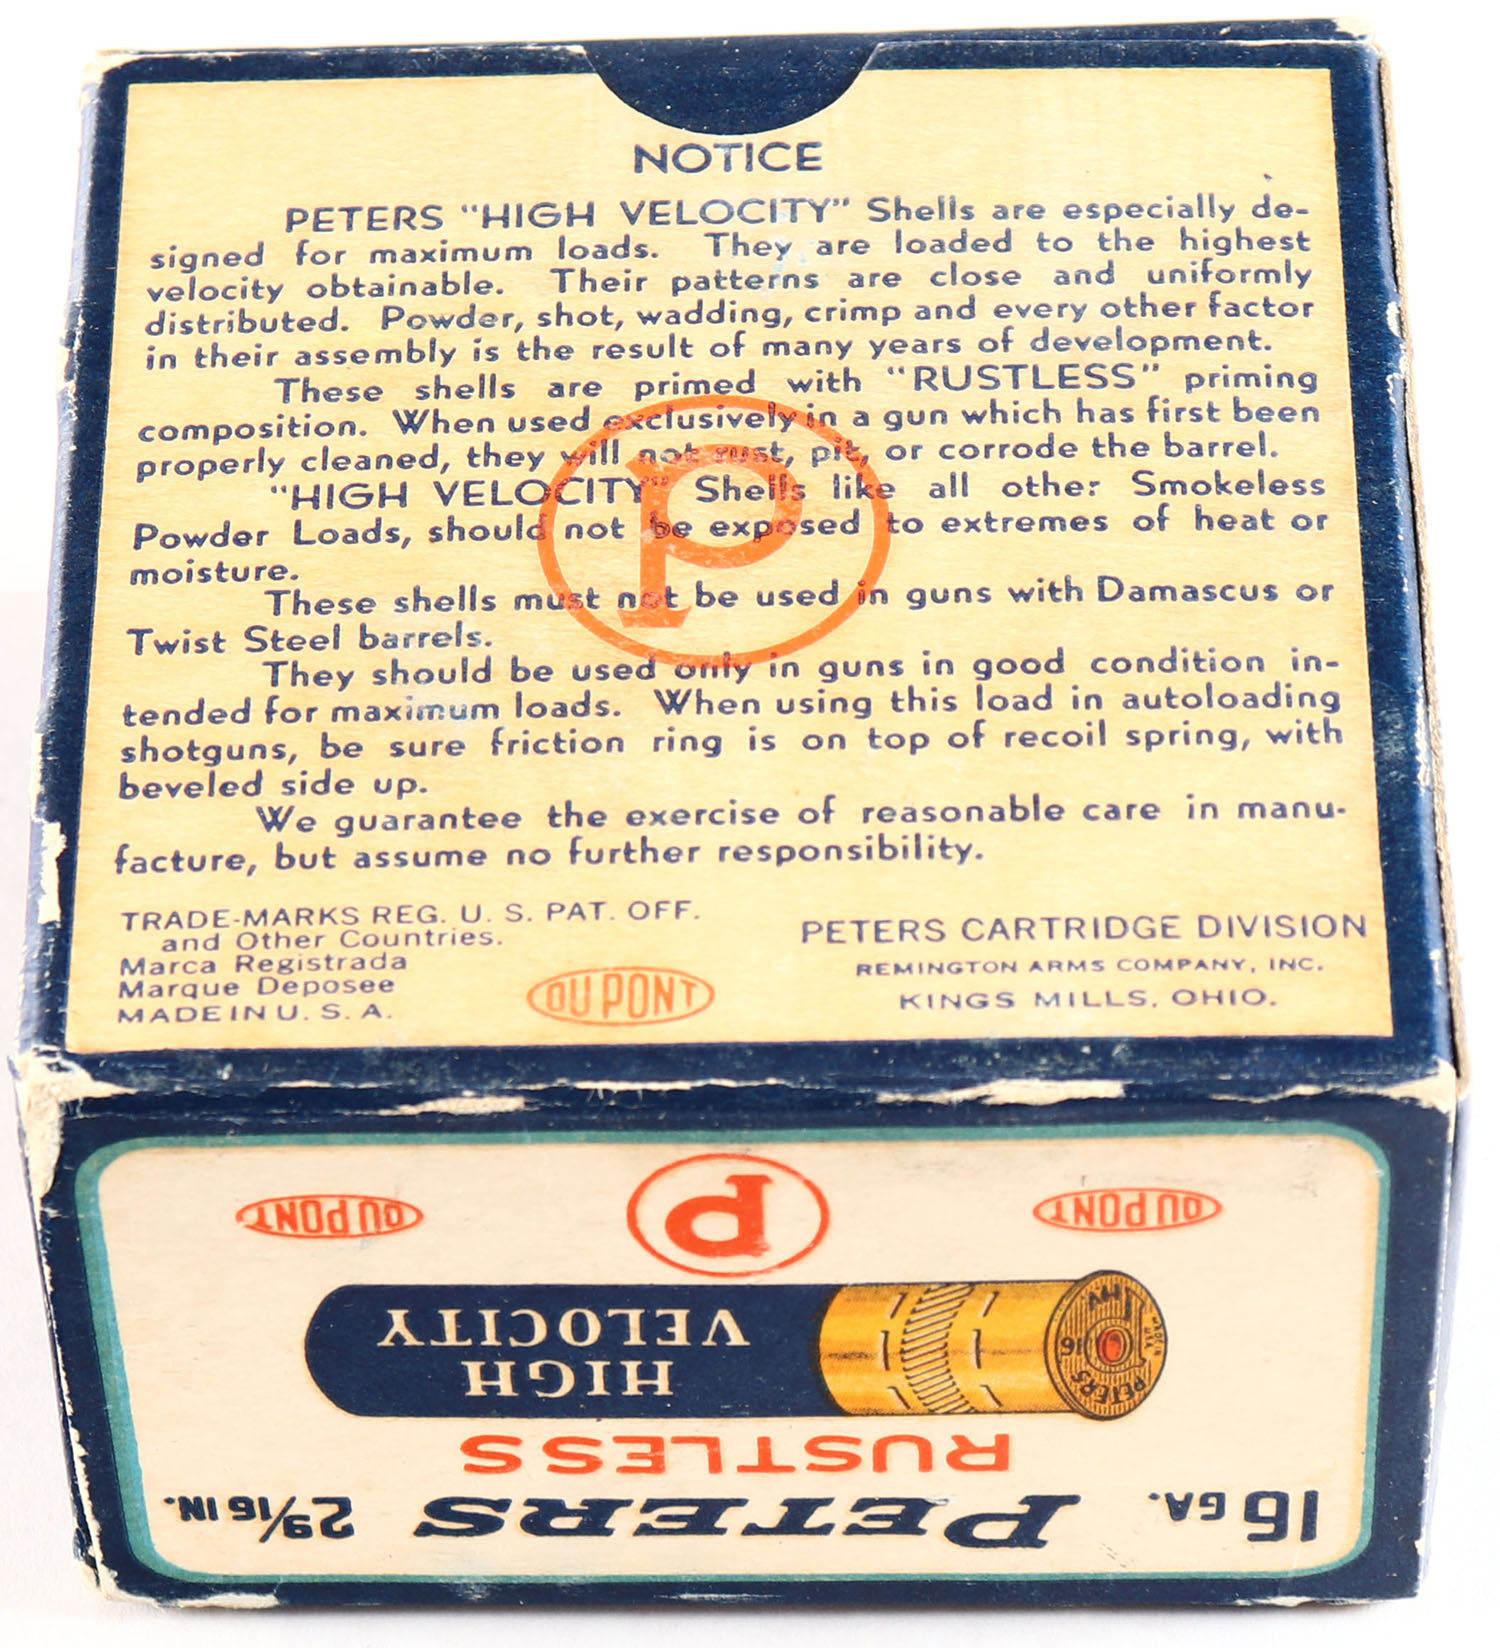 NOTICE
PETERS "HIGH VELOCITY" Shells are especially de-
signed for maximum loads. They are loaded to the highest
velocity obtainable. Their patterns are close and uniformly
distributed. Powder, shot, wadding, crimp and every other factor
in their assembly is the result of many years of development.
These shells are primed with "RUSTLESS" priming
composition. When used exclusively in a gun which has first been
properly cleaned, they will not rust, pit, or corrode the barrel.
"HIGH VELOCITY" Shells like all other Smokeless
Powder Loads, should not be exposed to extremes of heat or
moisture.
These shells must not be used in guns with Damascus or
Twist Steel barrels.
They should be used only in guns in good condition in-
tended for maximum loads. When using this load in autoloading
shotguns, be sure friction ring is on top of recoil spring, with
beveled side up.
We guarantee the exercise of reasonable care in manu-
facture, but assume no further responsibility.
P
TRADE-MARKS REG. U. S. PAT. OFF.
and Other Countries.
Marca Registrada
Marque Deposee
MADE IN U. S. A.
DU PONT
PETERS CARTRIDGE DIVISION
REMINGTON ARMS COMPANY, INC.
KINGS MILLS, OHIO.
16 GA. PETERS 2 9/16 IN.
RUSTLESS
HIGH
VELOCITY
PETERS
16
HV
DU PONT P DU PONT